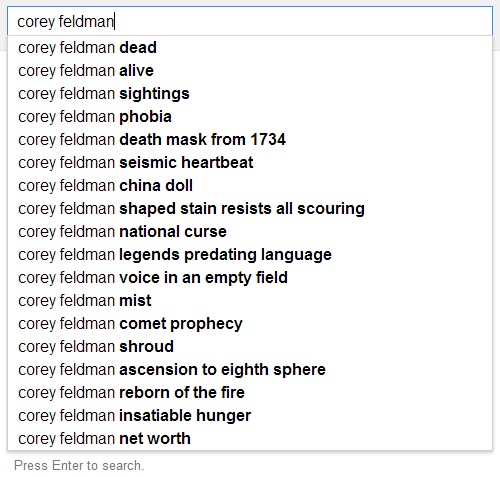 corey feldman
corey feldman dead
corey feldman alive
corey feldman sightings
corey feldman phobia
corey feldman death mask from 1734
corey feldman seismic heartbeat
corey feldman china doll
corey feldman shaped stain resists all scouring
corey feldman national curse
corey feldman legends predating language
corey feldman voice in an empty field
corey feldman mist
corey feldman comet prophecy
corey feldman shroud
corey feldman ascension to eighth sphere
corey feldman reborn of the fire
corey feldman insatiable hunger
corey feldman net worth
Press Enter to search.